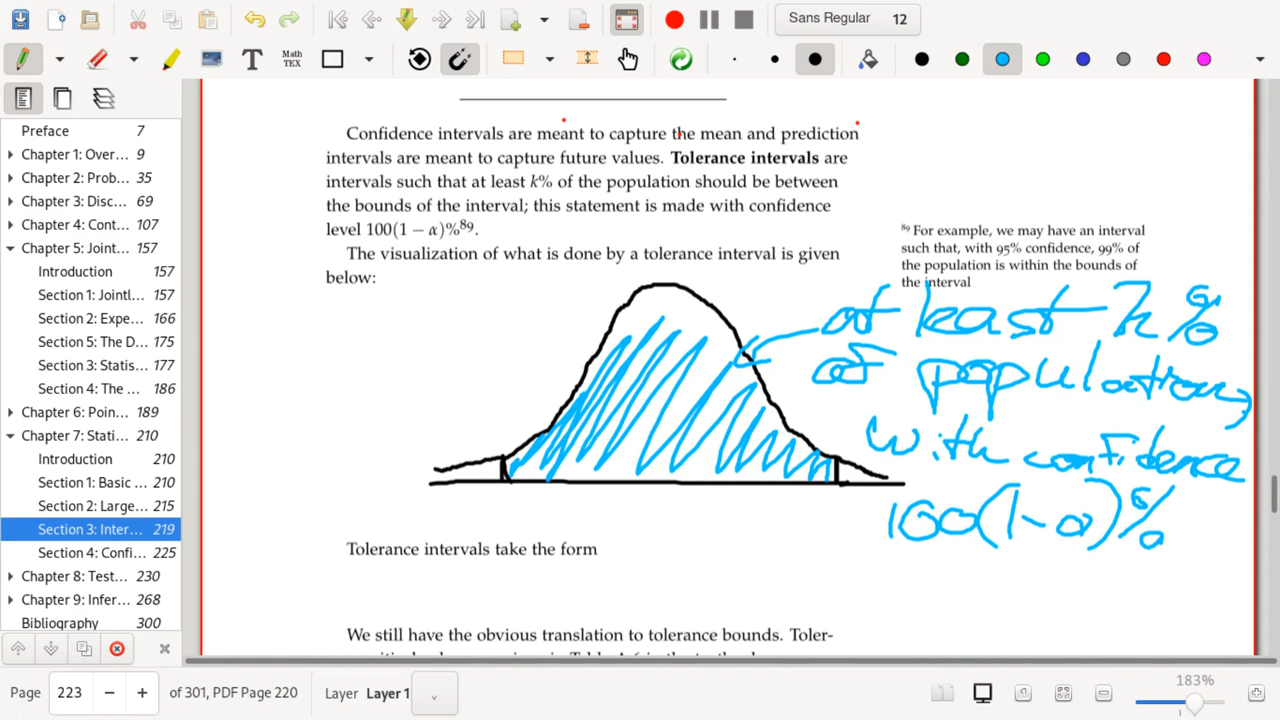 Sans Regular 12
T
Math
TEX
Preface 7
Chapter 1: Over... 9
Chapter 2: Prob... 35
Chapter 3: Disc... 69
Chapter 4: Cont... 107
Chapter 5: Joint... 157
Introduction 157
Section 1: Jointl... 157
Section 2: Expe... 166
Section 5: The D... 175
Section 3: Statis... 177
Section 4: The ... 186
Chapter 6: Poin... 189
Chapter 7: Stati... 210
Introduction 210
Section 1: Basic ... 210
Section 2: Large... 215
Section 3: Inter... 219
Section 4: Confi... 225
Chapter 8: Test... 230
Chapter 9: Infer... 268
Bibliography 300
Confidence intervals are meant to capture the mean and prediction
intervals are meant to capture future values. Tolerance intervals are
intervals such that at least k% of the population should be between
the bounds of the interval; this statement is made with confidence
level 100(1 − α)%⁸⁹.
The visualization of what is done by a tolerance interval is given
below:
⁸⁹ For example, we may have an interval
such that, with 95% confidence, 99% of
the population is within the bounds of
the interval
at least k%
of population,
with confidence
100(1-α)%
Tolerance intervals take the form
We still have the obvious translation to tolerance bounds. Toler-
Page 223 of 301, PDF Page 220 Layer Layer 1
183%